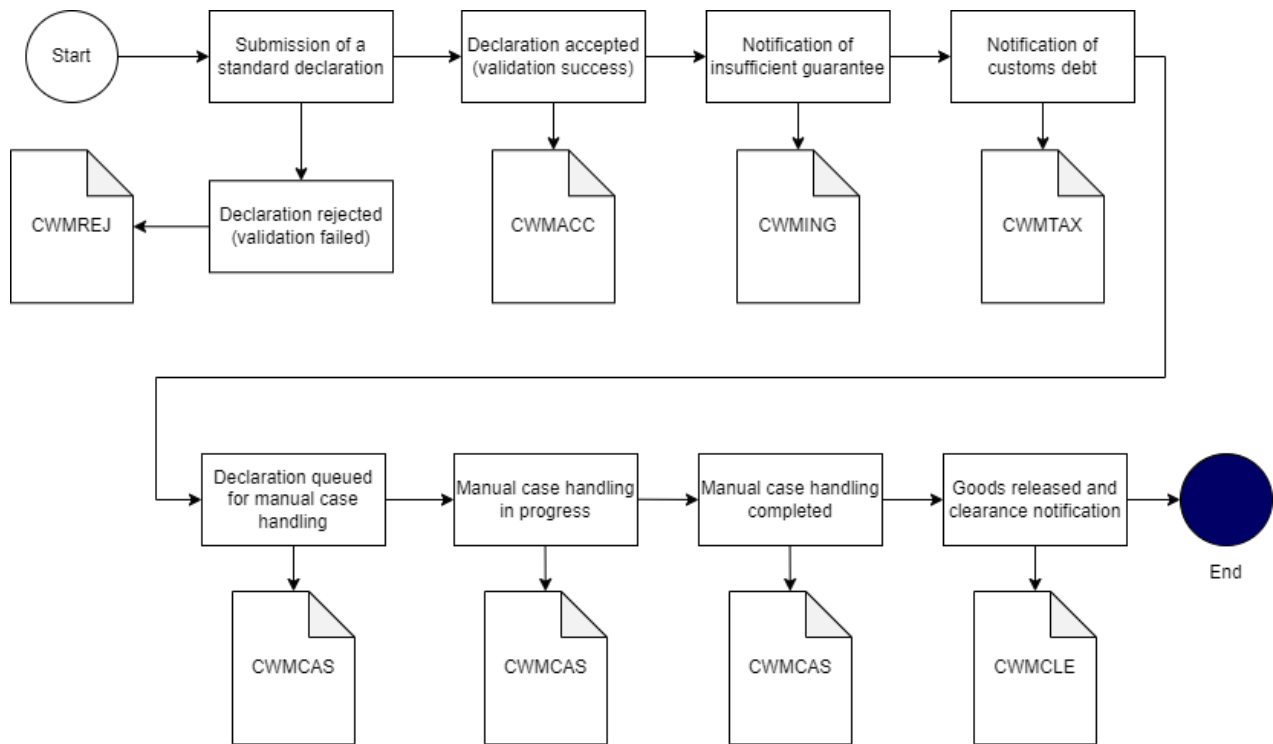 Start
Submission of a
standard declaration
Declaration accepted
(validation success)
Notification of
insufficient guarantee
Notification of
customs debt
CWMREJ
Declaration rejected
(validation failed)
CWMACC
CWMING
CWMTAX
Declaration queued
for manual case
handling
Manual case handling
in progress
Manual case handling
completed
Goods released and
clearance notification
End
CWMCAS
CWMCAS
CWMCAS
CWMCLE